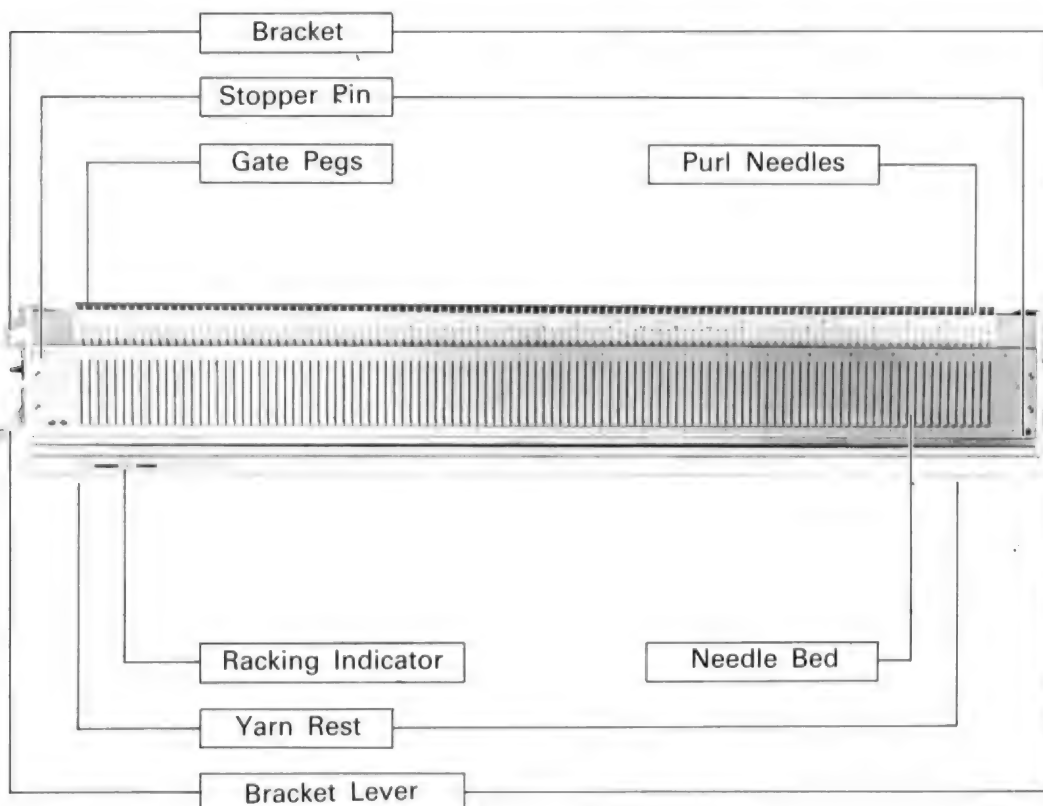 Bracket
Stopper Pin
Gate Pegs
Purl Needles
Racking Indicator
Needle Bed
Yarn Rest
Bracket Lever